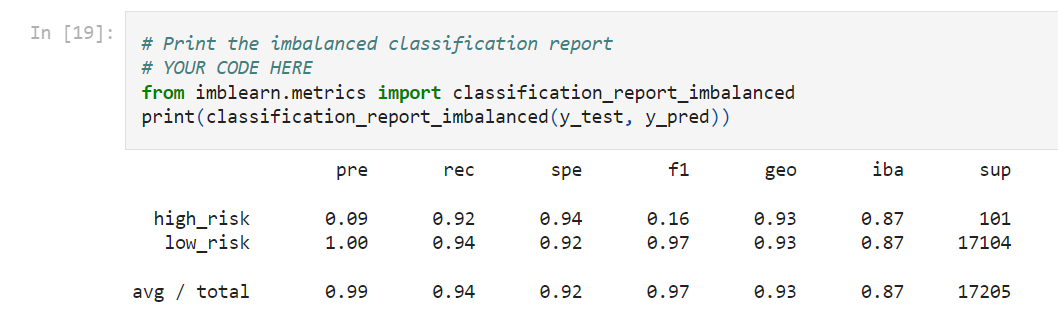 In [19]:
# Print the imbalanced classification report
# YOUR CODE HERE
from imblearn.metrics import classification_report_imbalanced
print(classification_report_imbalanced(y_test, y_pred))
pre rec spe f1 geo iba sup
high_risk 0.09 0.92 0.94 0.16 0.93 0.87 101
low_risk 1.00 0.94 0.92 0.97 0.93 0.87 17104
avg / total 0.99 0.94 0.92 0.97 0.93 0.87 17205